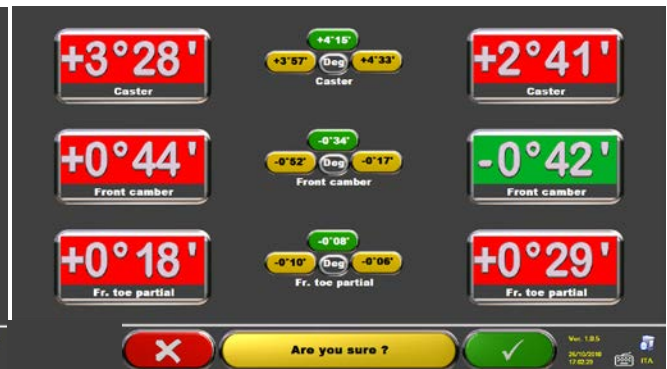 +3°28' +4°15' +2°41'
+3°57' Deg +4°33'
Caster Caster Caster
+0°44' -0°34' -0°42'
-0°52' Deg -0°17'
Front camber Front camber Front camber
+0°18' -0°08' +0°29'
-0°10' Deg -0°06'
Fr. toe partial Fr. toe partial Fr. toe partial
Are you sure ?
Ver. 1.0.5
26/10/2018
17:02:23 ITA